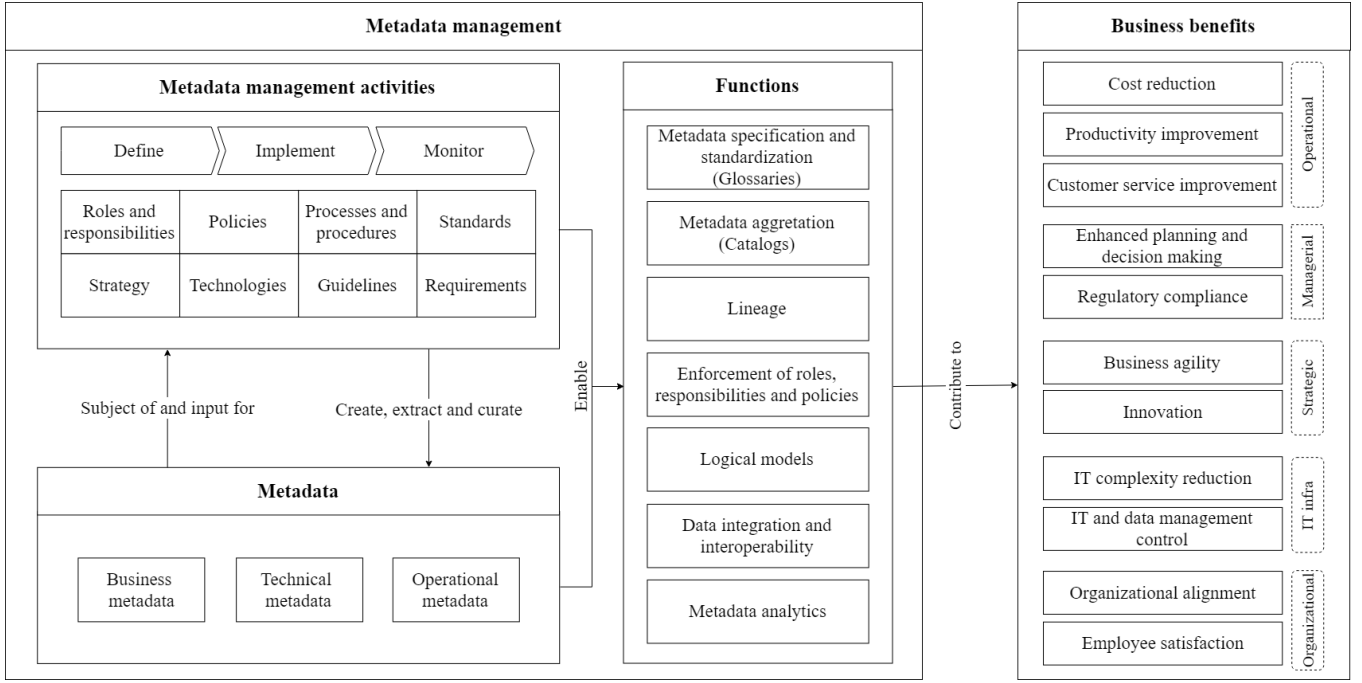 Metadata management
Metadata management activities
Define
Implement
Monitor
Roles and
responsibilities
Policies
Processes and
procedures
Standards
Strategy
Technologies
Guidelines
Requirements
Subject of and input for
Create, extract and curate
Metadata
Business
metadata
Technical
metadata
Operational
metadata
Enable
Functions
Metadata specification and
standardization
(Glossaries)
Metadata aggretation
(Catalogs)
Lineage
Enforcement of roles,
responsibilities and policies
Logical models
Data integration and
interoperability
Metadata analytics
Contribute to
Business benefits
Cost reduction
Productivity improvement
Customer service improvement
Operational
Enhanced planning and
decision making
Regulatory compliance
Managerial
Business agility
Innovation
Strategic
IT complexity reduction
IT and data management
control
IT infra
Organizational alignment
Employee satisfaction
Organizational